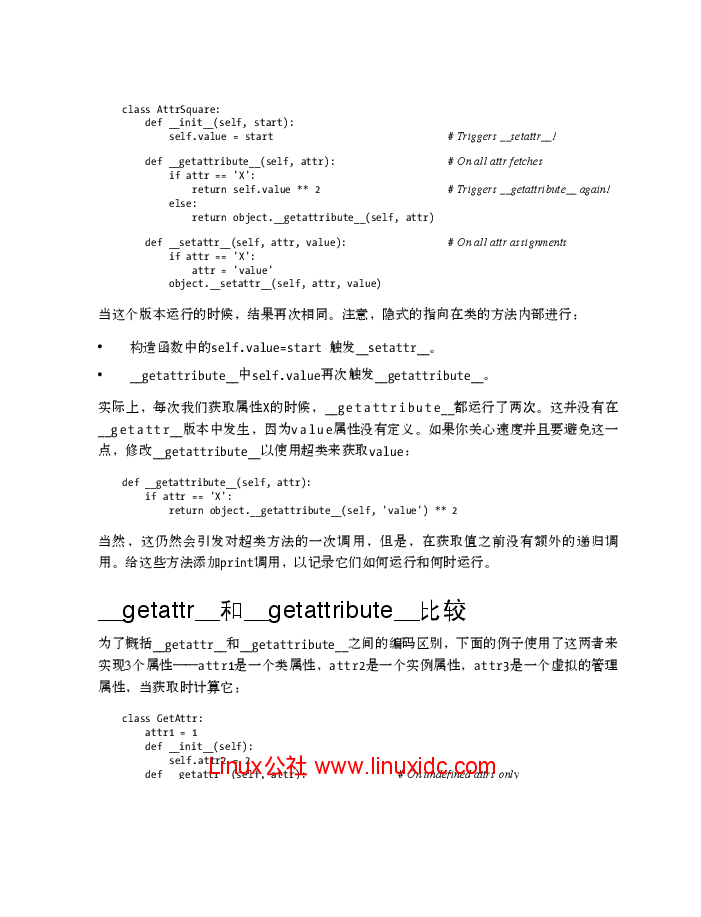 class AttrSquare:
    def __init__(self, start):
        self.value = start # Triggers __setattr__!
    def __getattribute__(self, attr): # On all attr fetches
        if attr == 'X':
            return self.value ** 2 # Triggers __getattribute__ again!
        else:
            return object.__getattribute__(self, attr)
    def __setattr__(self, attr, value): # On all attr assignments
        if attr == 'X':
            attr = 'value'
        object.__setattr__(self, attr, value)
当这个版本运行的时候，结果再次相同。注意，隐式的指向在类的方法内部进行：
• 构造函数中的self.value=start 触发__setattr__。
• __getattribute__中self.value再次触发__getattribute__。
实际上，每次我们获取属性X的时候，__getattribute__都运行了两次。这并没有在
__getattr__版本中发生，因为value属性没有定义。如果你关心速度并且要避免这一
点，修改__getattribute__以使用超类来获取value：
def __getattribute__(self, attr):
    if attr == 'X':
        return object.__getattribute__(self, 'value') ** 2
当然，这仍然会引发对超类方法的一次调用，但是，在获取值之前没有额外的递归调
用。给这些方法添加print调用，以记录它们如何运行和何时运行。
__getattr__和__getattribute__比较
为了概括__getattr__和__getattribute__之间的编码区别，下面的例子使用了这两者来
实现3个属性——attr1是一个类属性，attr2是一个实例属性，attr3是一个虚拟的管理
属性，当获取时计算它：
class GetAttr:
    attr1 = 1
    def __init__(self):
        self.attr2 = 2
    def __getattr__(self, attr): # On undefined attrs only
Linux公社 www.linuxidc.com